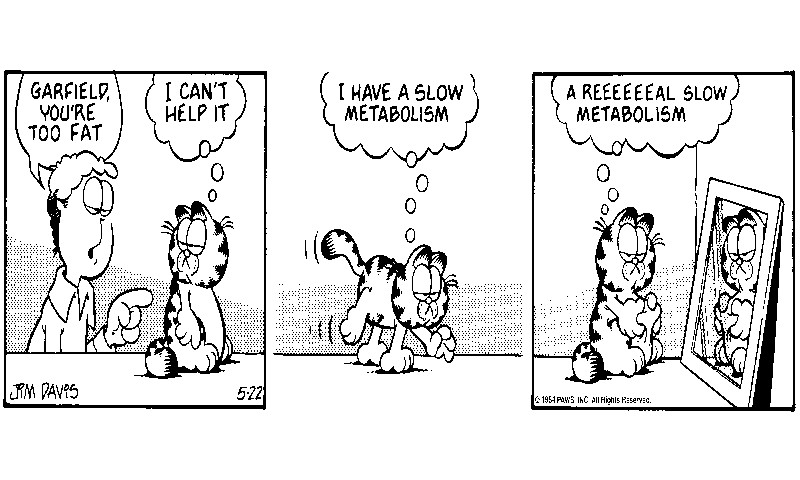 GARFIELD,
YOU'RE
TOO FAT
I CAN'T
HELP IT
I HAVE A SLOW
METABOLISM
A REEEEEEAL SLOW
METABOLISM
JIM DAVIS
5-22
© 1984 PAWS, INC. All Rights Reserved.